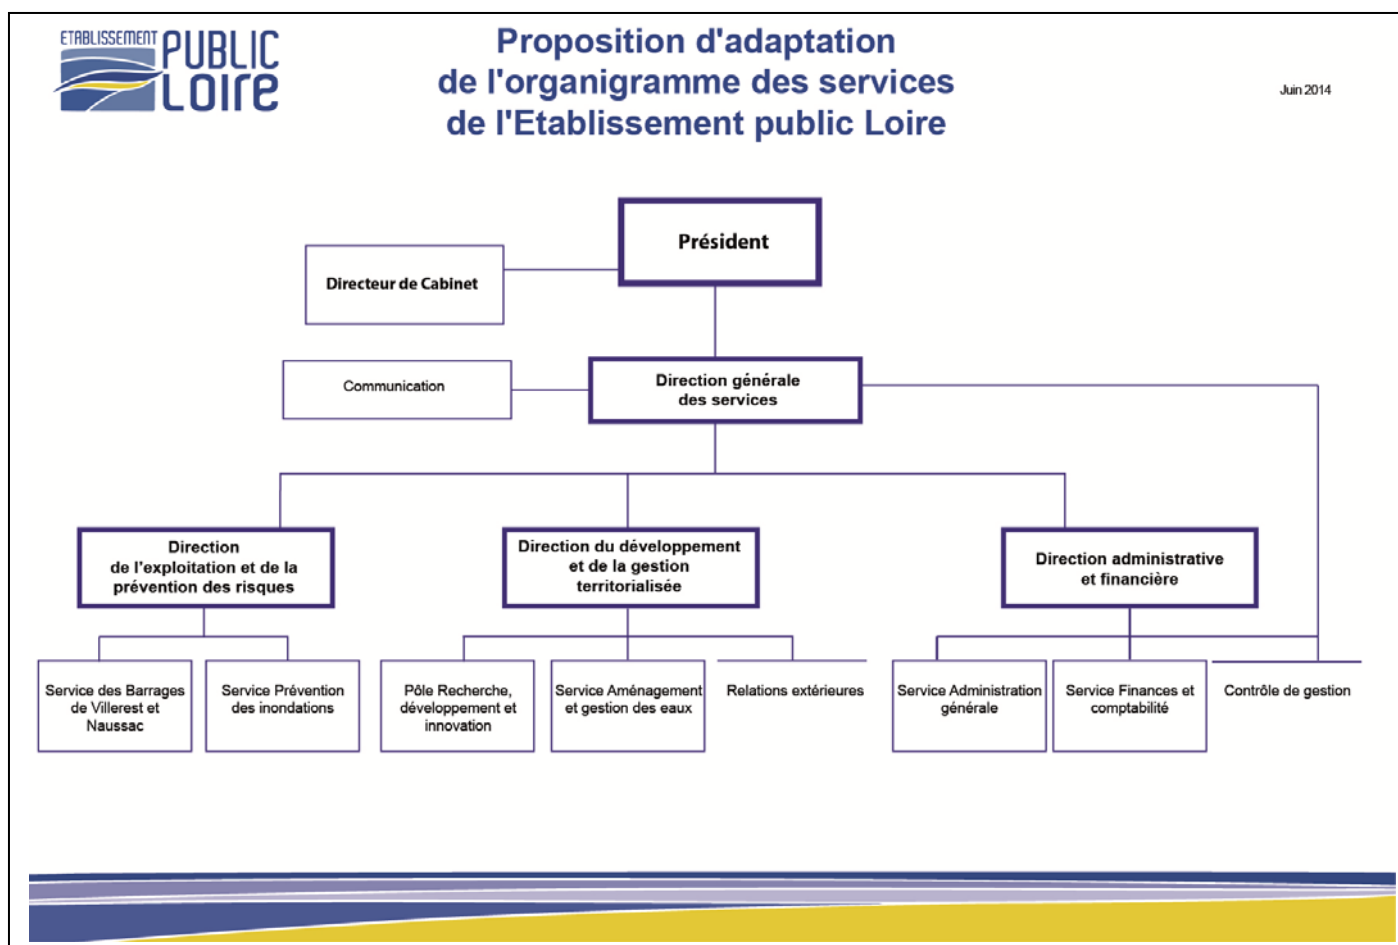 ETABLISSEMENT
PUBLIC
LOIRE
Proposition d'adaptation
de l'organigramme des services
de l'Etablissement public Loire
Juin 2014
Président
Directeur de Cabinet
Communication
Direction générale
des services
Direction
de l'exploitation et de la
prévention des risques
Direction du développement
et de la gestion
territorialisée
Direction administrative
et financière
Service des Barrages
de Villerest et
Naussac
Service Prévention
des inondations
Pôle Recherche,
développement et
innovation
Service Aménagement
et gestion des eaux
Relations extérieures
Service Administration
générale
Service Finances et
comptabilité
Contrôle de gestion